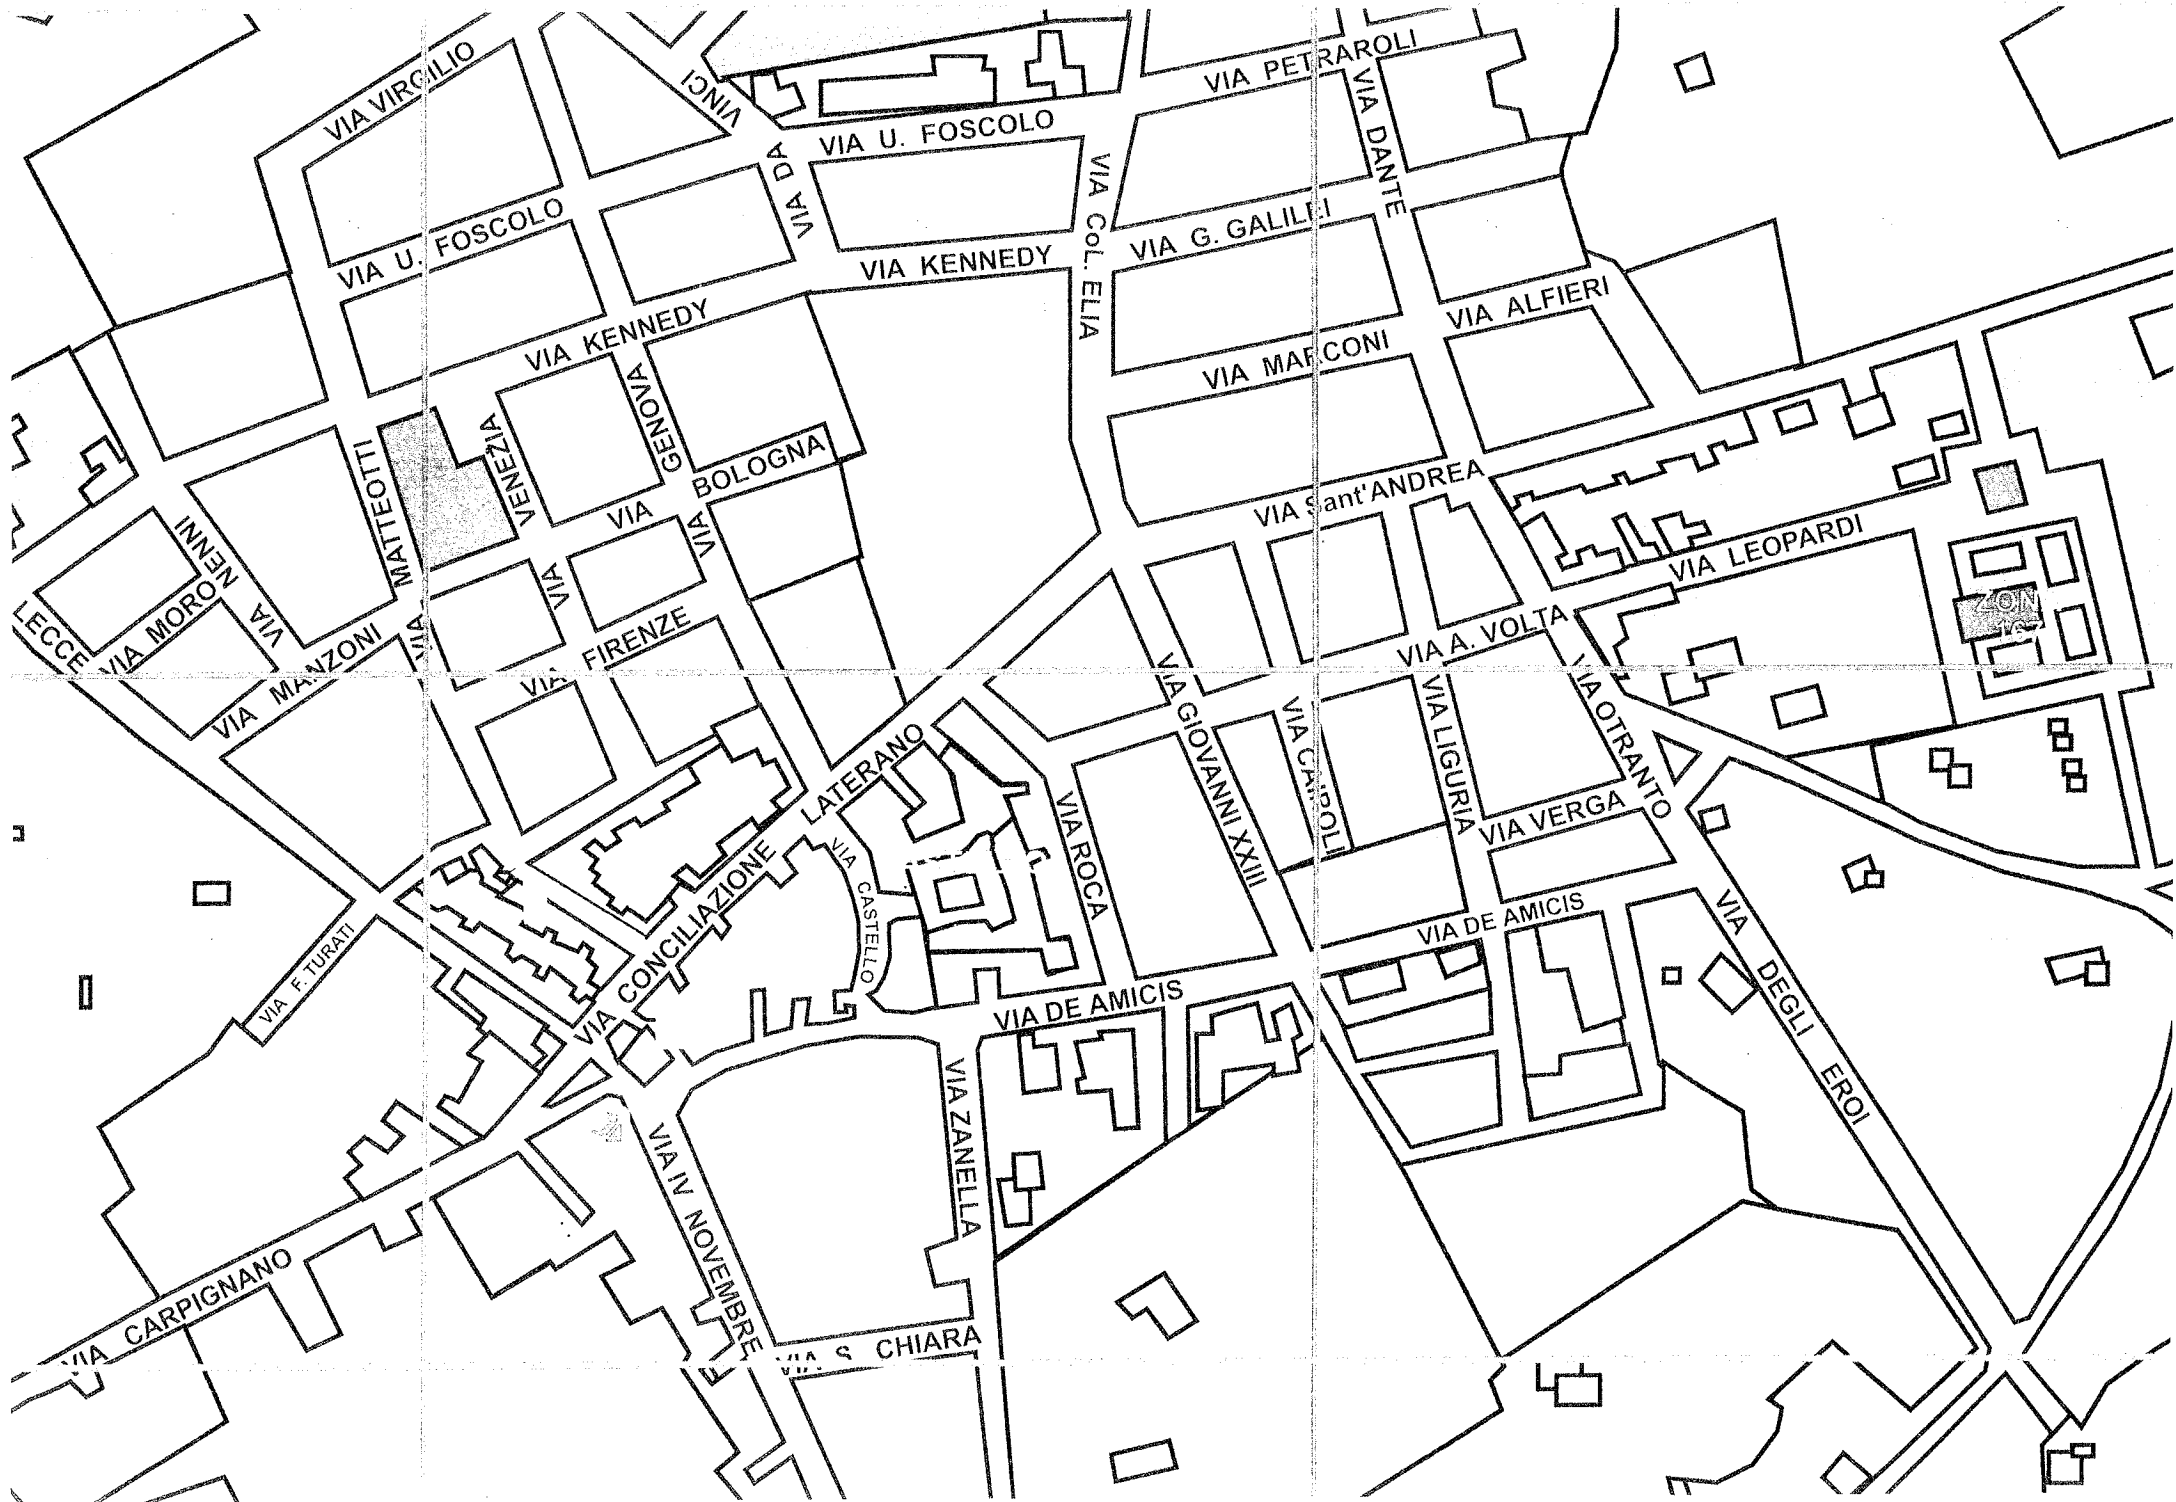 VIA VIRGILIO
VINCI
VIA DA
VIA U. FOSCOLO
VIA PETRAROLI
VIA DANTE
VIA U. FOSCOLO
VIA KENNEDY
VIA COL. ELIA
VIA G. GALILEI
VIA KENNEDY
VIA MARCONI
VIA ALFIERI
MATTEOTTI
VIA
VENEZIA
VIA
GENOVA
VIA
VIA BOLOGNA
VIA Sant'ANDREA
VIA LEOPARDI
NENNI
VIA
VIA MORO
LECCE
VIA MANZONI
VIA FIRENZE
VIA A. VOLTA
ZON
167
VIA GIOVANNI XXIII
VIA CAIROLI
VIA LIGURIA
VIA OTRANTO
LATERANO
VIA ROCA
VIA VERGA
VIA CONCILIAZIONE
VIA CASTELLO
VIA F. TURATI
VIA DE AMICIS
VIA DE AMICIS
VIA DEGLI EROI
VIA ZANELLA
VIA IV NOVEMBRE
VIA CARPIGNANO
VIA S. CHIARA